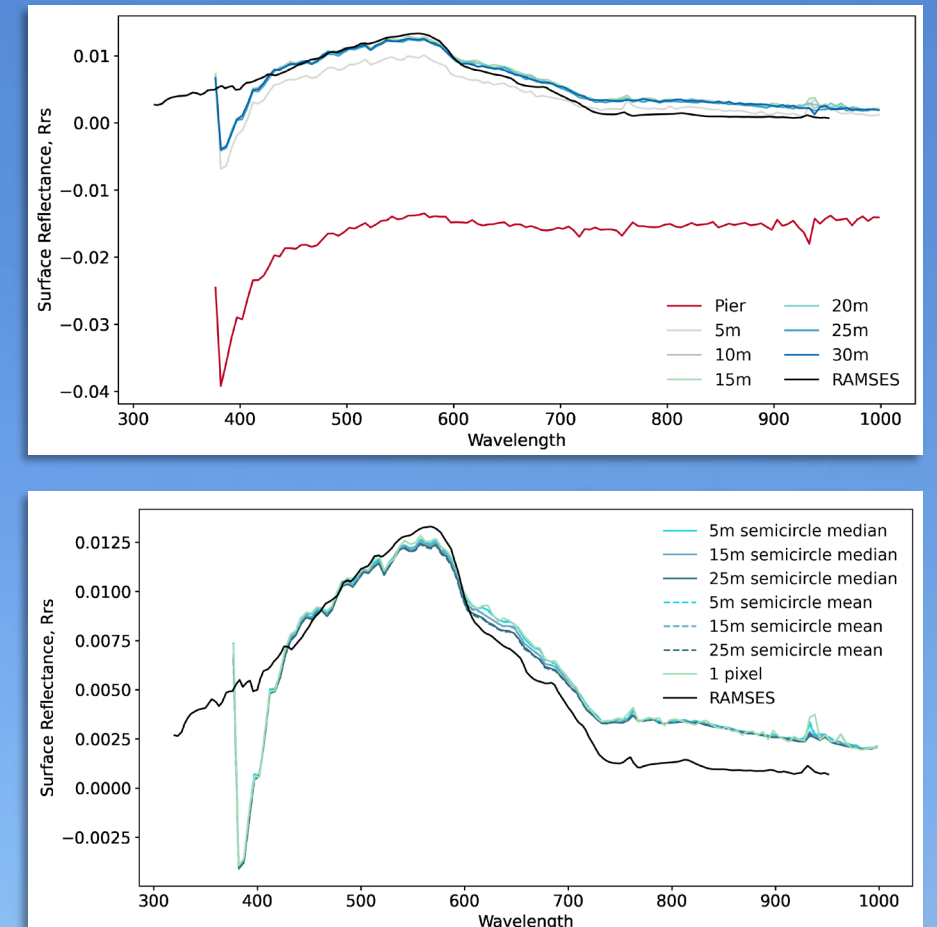 Surface Reflectance, Rrs
0.01
0.00
−0.01
−0.02
−0.03
−0.04
Pier
5m
10m
15m
20m
25m
30m
RAMSES
300 400 500 600 700 800 900 1000
Wavelength
Surface Reflectance, Rrs
0.0125
0.0100
0.0075
0.0050
0.0025
0.0000
−0.0025
5m semicircle median
15m semicircle median
25m semicircle median
5m semicircle mean
15m semicircle mean
25m semicircle mean
1 pixel
RAMSES
300 400 500 600 700 800 900 1000
Wavelength